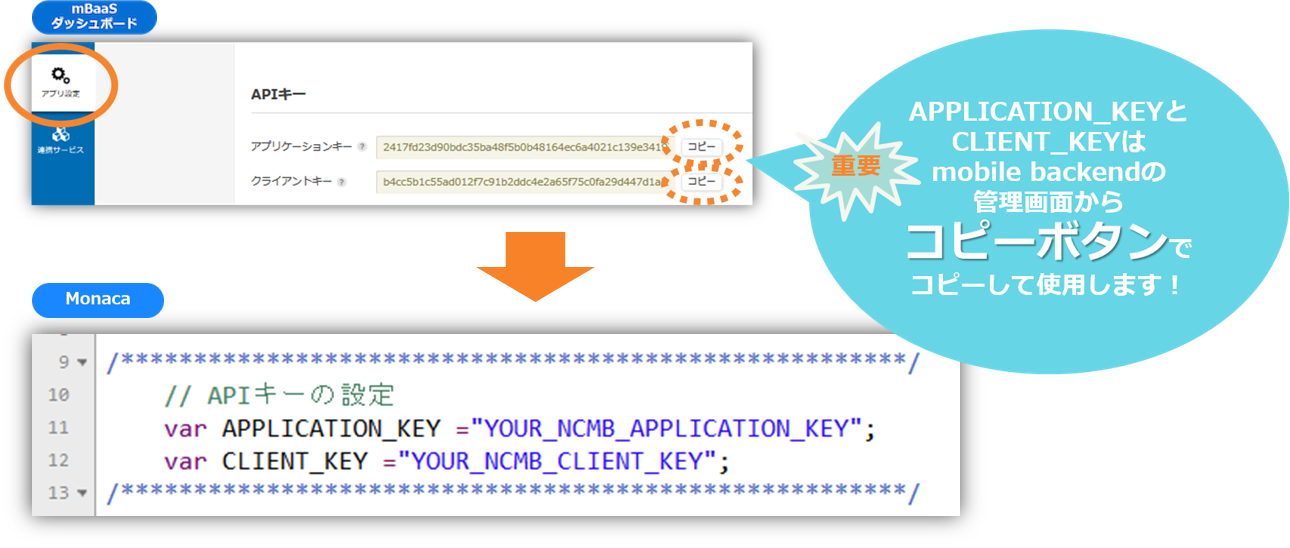 mBaaS
ダッシュボード
アプリ設定
連携サービス
APIキー
アプリケーションキー ?
2417fd23d90bdc35ba48f5b0b48164ec6a4021c139e3419
コピー
クライアントキー ?
b4cc5b1c55ad012f7c91b2ddc4e2a65f75c0fa29d447d1a
コピー
重要
APPLICATION_KEYと
CLIENT_KEYは
mobile backendの
管理画面から
コピーボタンで
コピーして使用します！
Monaca
9 /******************************************************/
10 // APIキーの設定
11 var APPLICATION_KEY ="YOUR_NCMB_APPLICATION_KEY";
12 var CLIENT_KEY ="YOUR_NCMB_CLIENT_KEY";
13 /******************************************************/